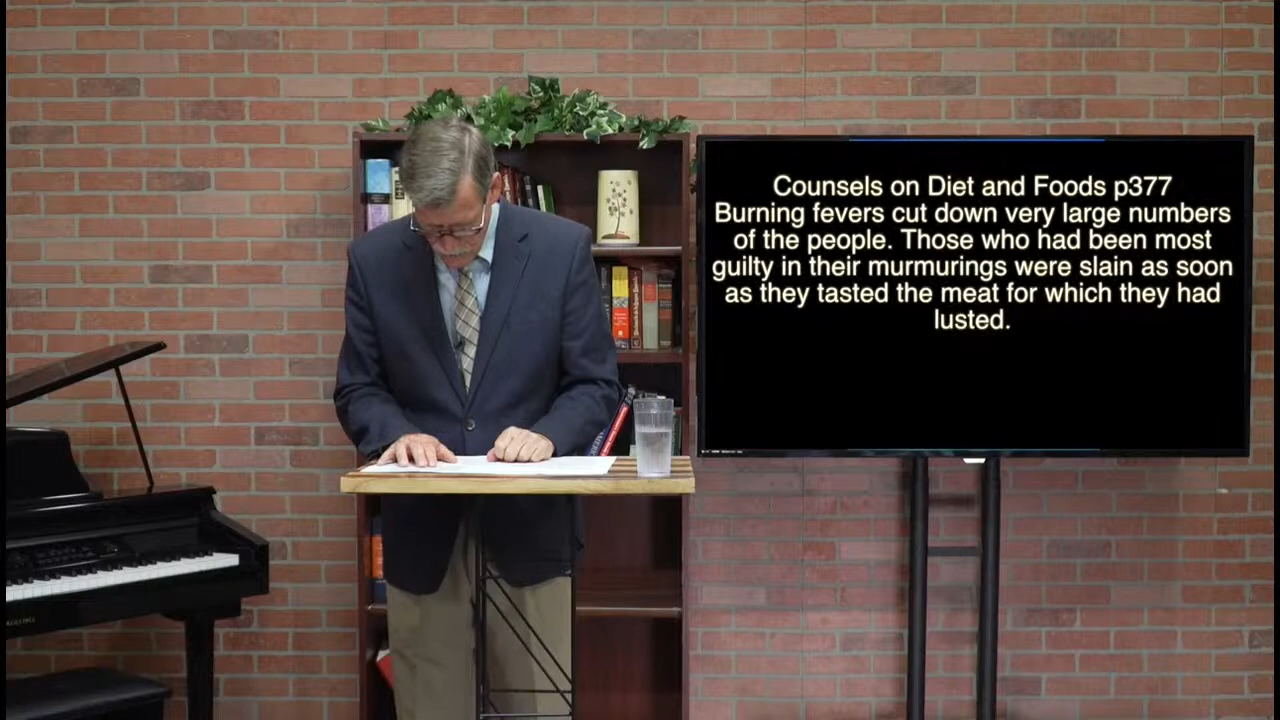 Counsels on Diet and Foods p377
Burning fevers cut down very large numbers
of the people. Those who had been most
guilty in their murmurings were slain as soon
as they tasted the meat for which they had
lusted.